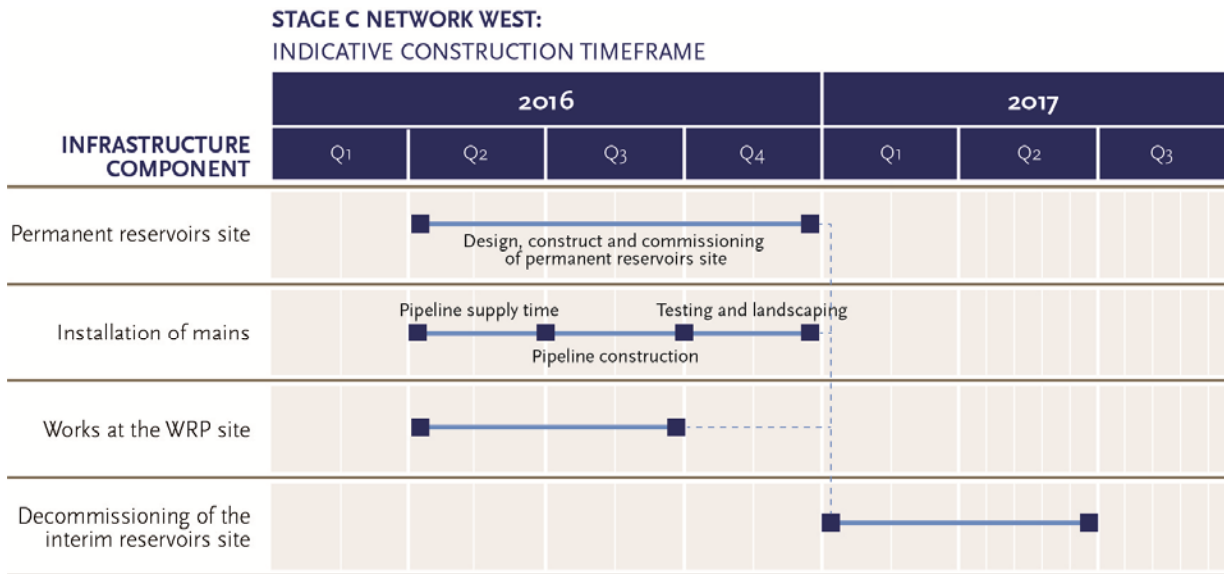 STAGE C NETWORK WEST:
INDICATIVE CONSTRUCTION TIMEFRAME
INFRASTRUCTURE
COMPONENT
2016
2017
Q1
Q2
Q3
Q4
Q1
Q2
Q3
Permanent reservoirs site
Design, construct and commissioning
of permanent reservoirs site
Installation of mains
Pipeline supply time
Testing and landscaping
Pipeline construction
Works at the WRP site
Decommissioning of the
interim reservoirs site